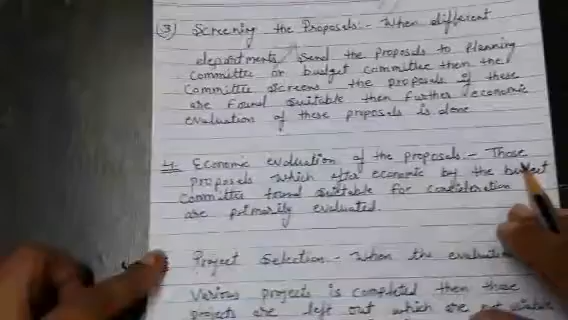 ③ Screening the Proposals:- When different
departments send the proposals to planning
committee or budget committee then the
Committee screens the proposals if these
are found suitable then further economic
evaluation of these proposals is done
4. Economic evaluation of the proposals:- Those
proposals which after economic by the budget
Committee found suitable for consideration
are primarily evaluated.
Project Selection - When the
Various projects is completed then those
projects are left out which are not